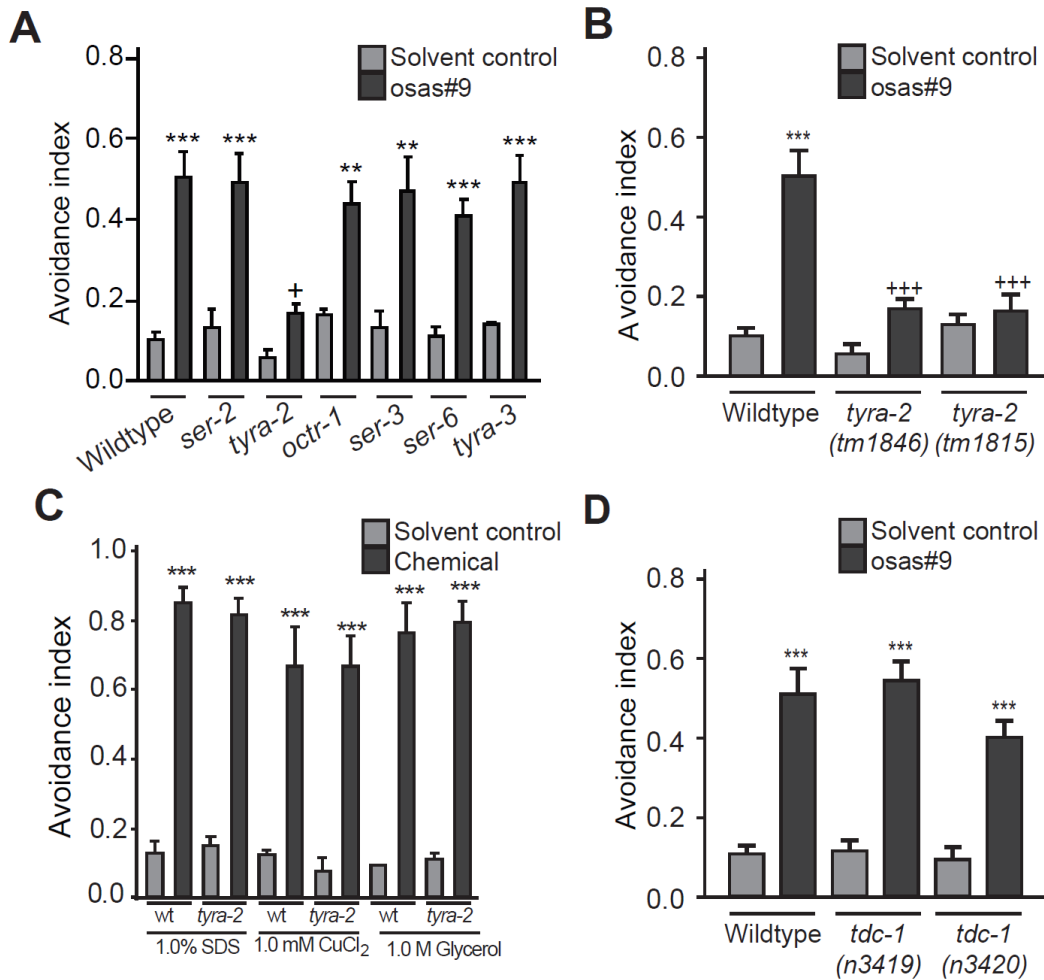 A
Solvent control
osas#9
Avoidance index
0.8
0.6
0.4
0.2
0.0
***
***
+
**
**
***
***
Wildtype
ser-2
tyra-2
octr-1
ser-3
ser-6
tyra-3
B
Solvent control
osas#9
Avoidance index
0.8
0.6
0.4
0.2
0.0
***
+++
+++
Wildtype
tyra-2
(tm1846)
tyra-2
(tm1815)
C
Solvent control
Chemical
Avoidance index
1.0
0.8
0.6
0.4
0.2
0.0
***
***
***
***
***
***
wt
tyra-2
wt
tyra-2
wt
tyra-2
1.0% SDS
1.0 mM CuCl₂
1.0 M Glycerol
D
Solvent control
osas#9
Avoidance index
0.8
0.6
0.4
0.2
0.0
***
***
***
Wildtype
tdc-1
(n3419)
tdc-1
(n3420)